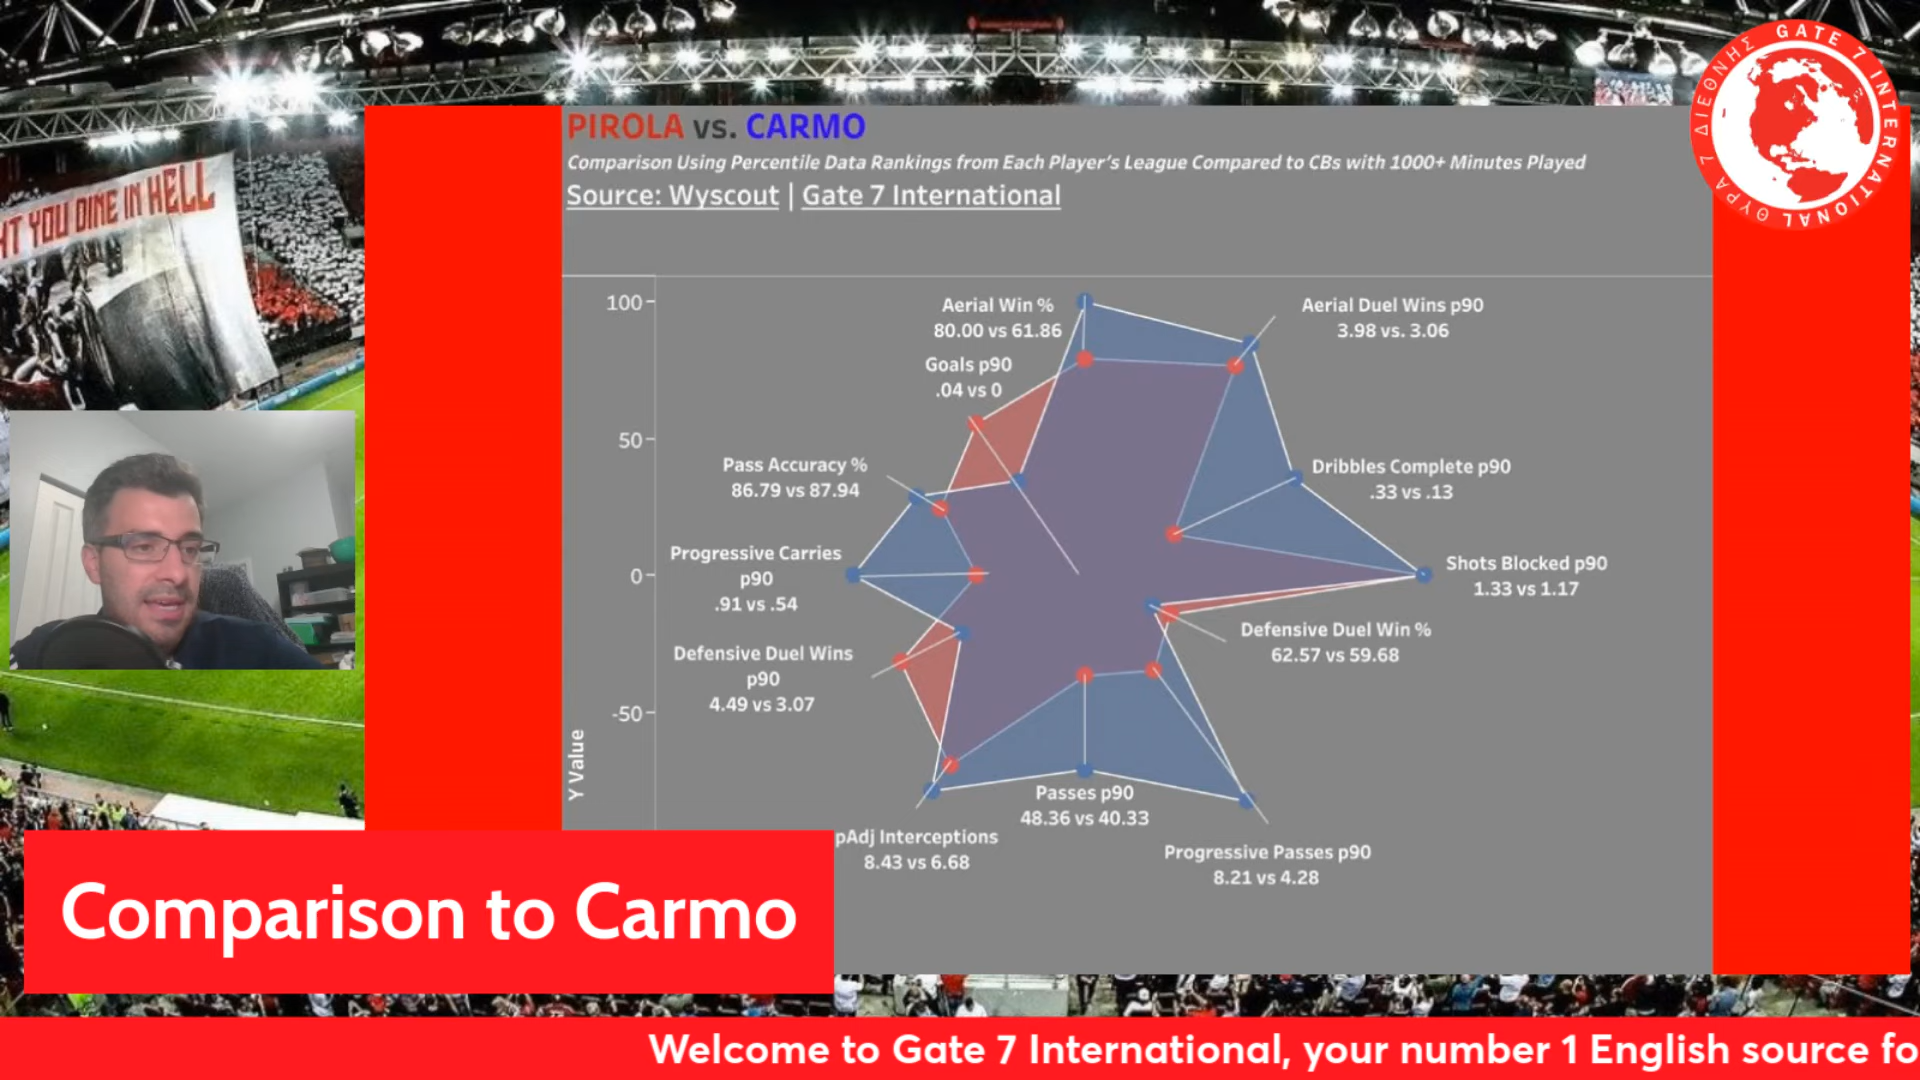 GATE 7 INTERNATIONAL
ΘΥΡΑ 7 ΔΙΕΘΝΗΣ
YOU DINE IN HELL
PIROLA vs. CARMO
Comparison Using Percentile Data Rankings from Each Player's League Compared to CBs with 1000+ Minutes Played
Source: Wyscout | Gate 7 International
100
50
0
-50
Y Value
Aerial Win %
80.00 vs 61.86
Aerial Duel Wins p90
3.98 vs. 3.06
Goals p90
.04 vs 0
Pass Accuracy %
86.79 vs 87.94
Dribbles Complete p90
.33 vs .13
Progressive Carries
p90
.91 vs .54
Shots Blocked p90
1.33 vs 1.17
Defensive Duel Win %
62.57 vs 59.68
Defensive Duel Wins
p90
4.49 vs 3.07
Passes p90
48.36 vs 40.33
pAdj Interceptions
8.43 vs 6.68
Progressive Passes p90
8.21 vs 4.28
Comparison to Carmo
Welcome to Gate 7 International, your number 1 English source fo